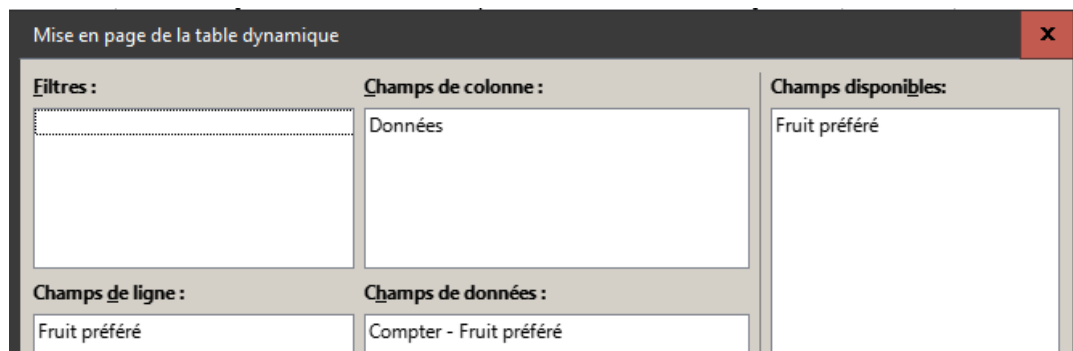 Mise en page de la table dynamique
x
Filtres :
Champs de colonne :
Champs disponibles:
Données
Fruit préféré
Champs de ligne :
Champs de données :
Fruit préféré
Compter - Fruit préféré